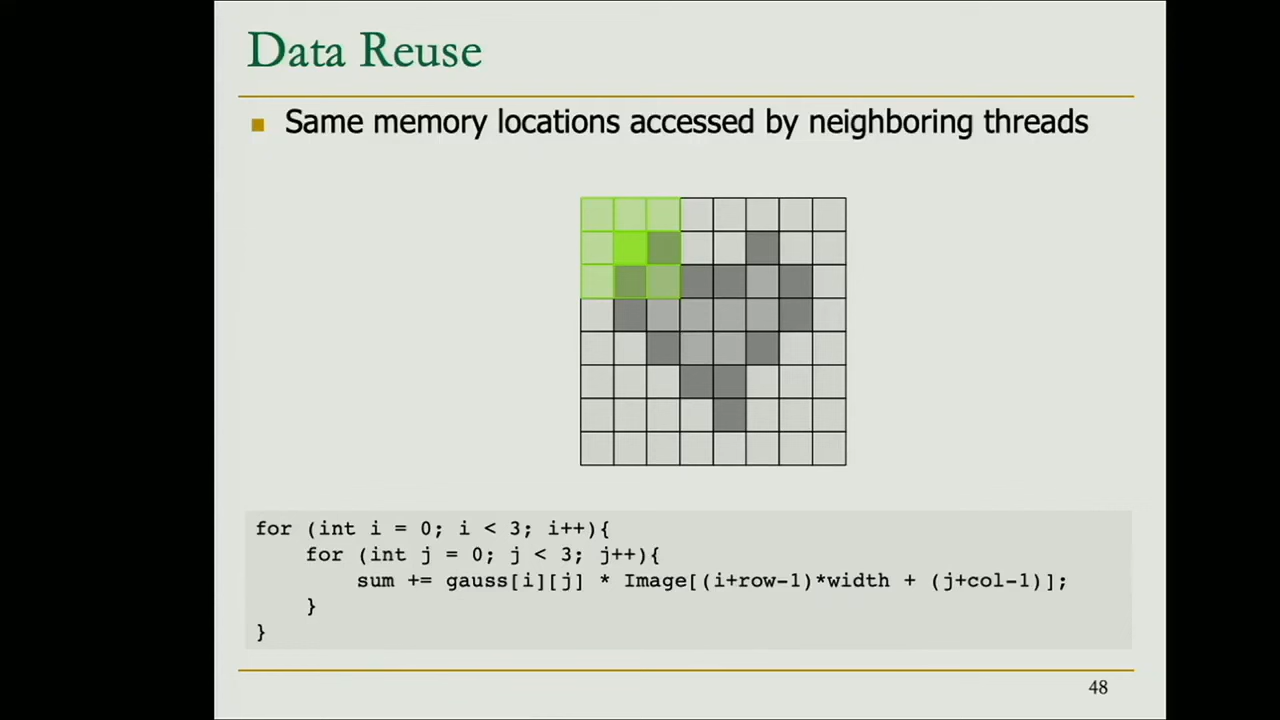 Data Reuse
Same memory locations accessed by neighboring threads
for (int i = 0; i < 3; i++){
    for (int j = 0; j < 3; j++){
        sum += gauss[i][j] * Image[(i+row-1)*width + (j+col-1)];
    }
}
48